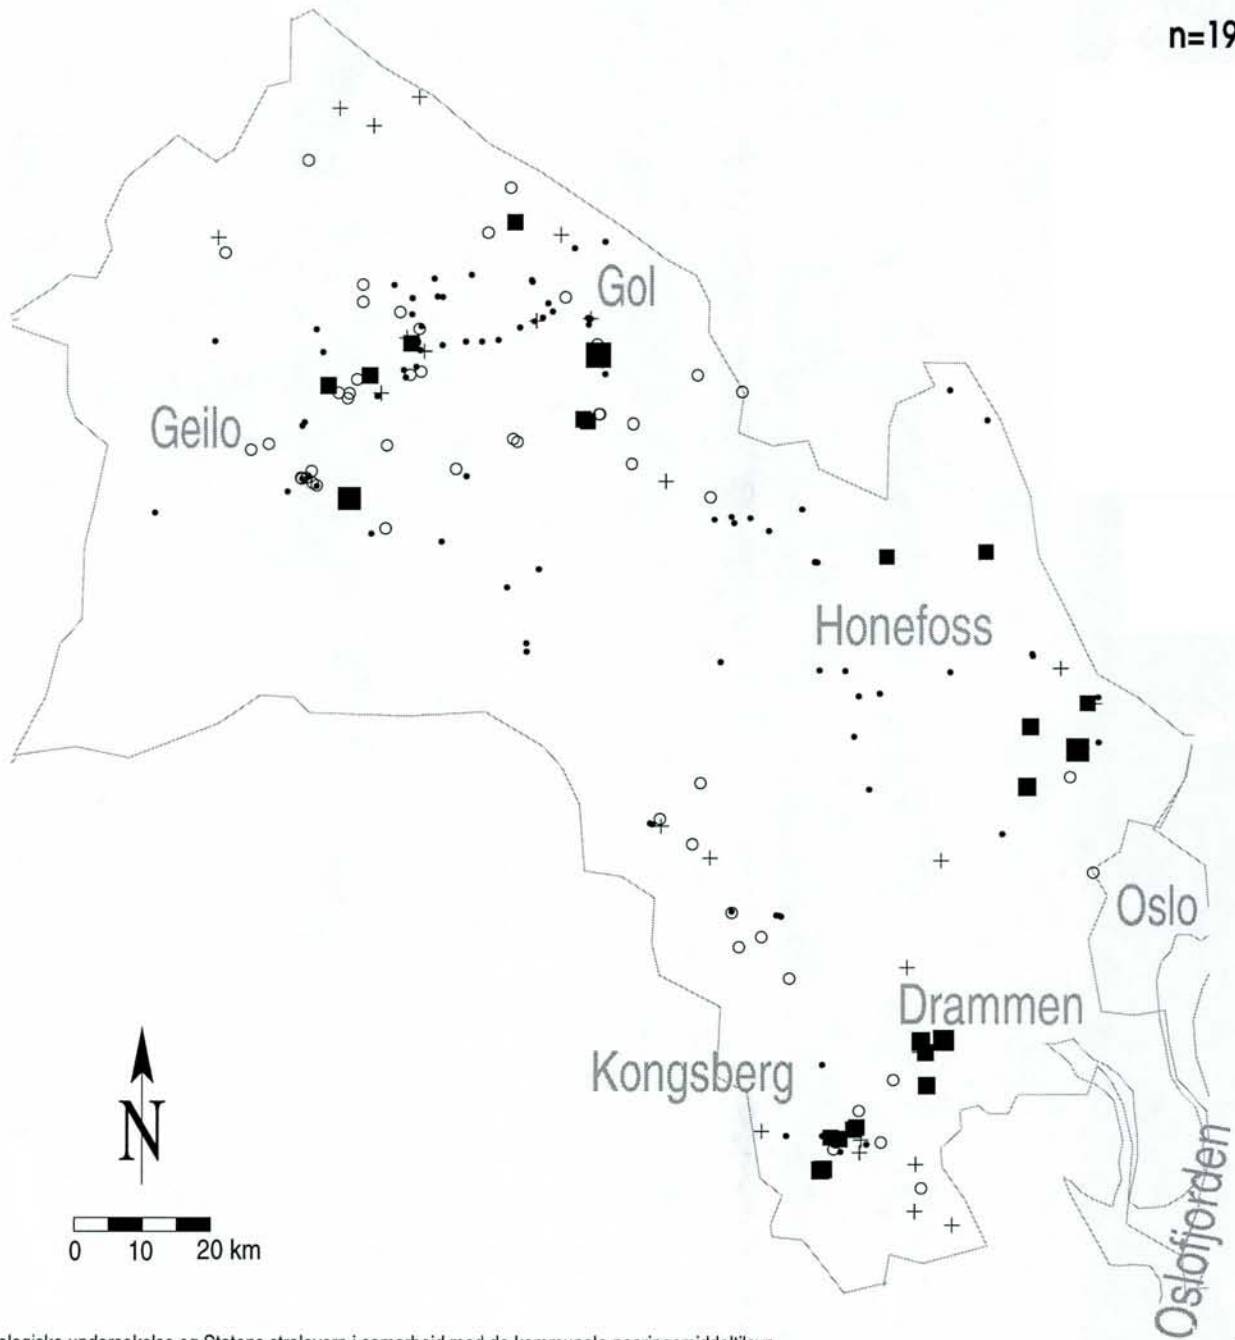 n=19
Gol
Geilo
Honefoss
Oslo
Drammen
Kongsberg
Oslofjorden
N
0 10 20 km